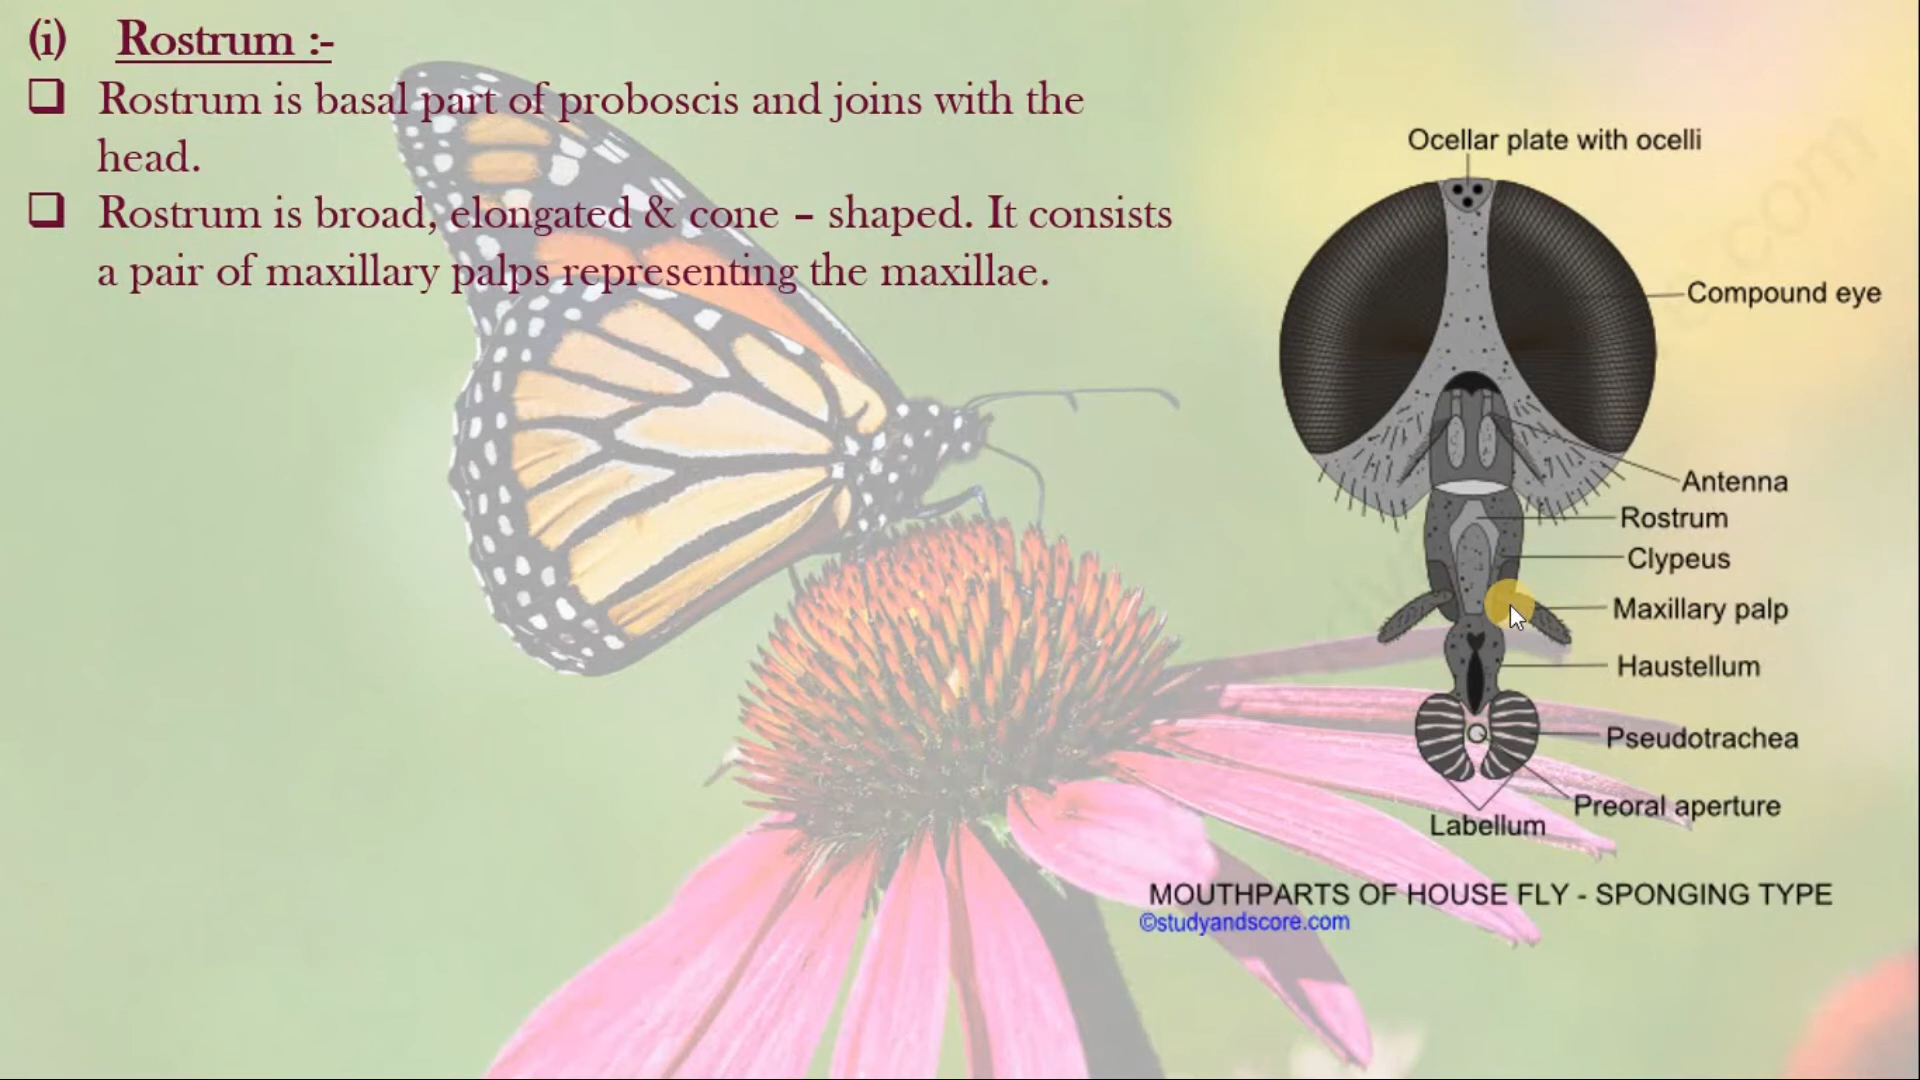 (i) Rostrum :-
Rostrum is basal part of proboscis and joins with the
head.
Rostrum is broad, elongated & cone – shaped. It consists
a pair of maxillary palps representing the maxillae.
Ocellar plate with ocelli
Compound eye
Antenna
Rostrum
Clypeus
Maxillary palp
Haustellum
Pseudotrachea
Preoral aperture
Labellum
MOUTHPARTS OF HOUSE FLY - SPONGING TYPE
©studyandscore.com